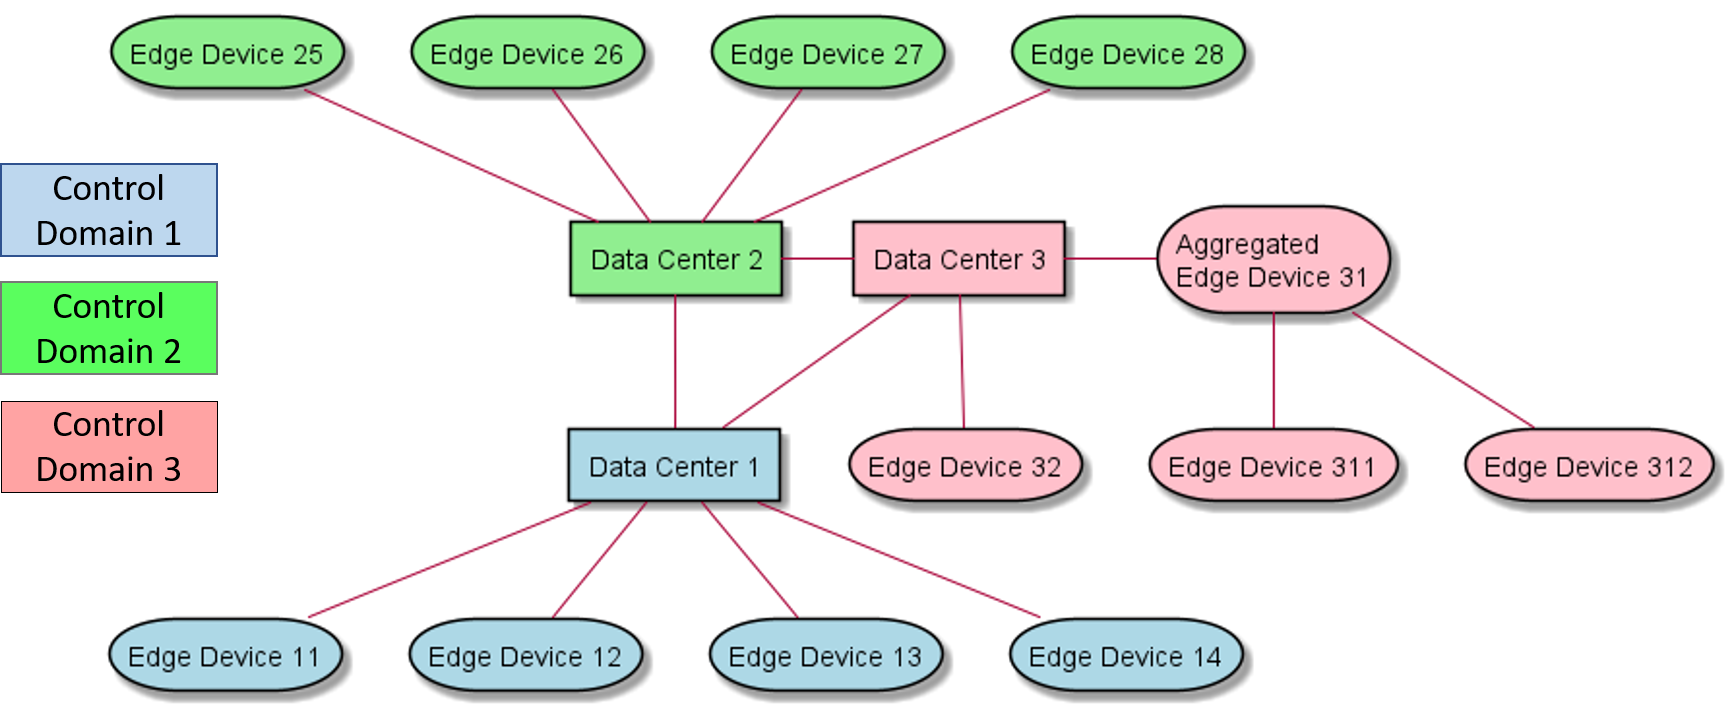 Edge Device 25
Edge Device 26
Edge Device 27
Edge Device 28
Control
Domain 1
Control
Domain 2
Control
Domain 3
Data Center 2
Data Center 3
Aggregated
Edge Device 31
Data Center 1
Edge Device 32
Edge Device 311
Edge Device 312
Edge Device 11
Edge Device 12
Edge Device 13
Edge Device 14